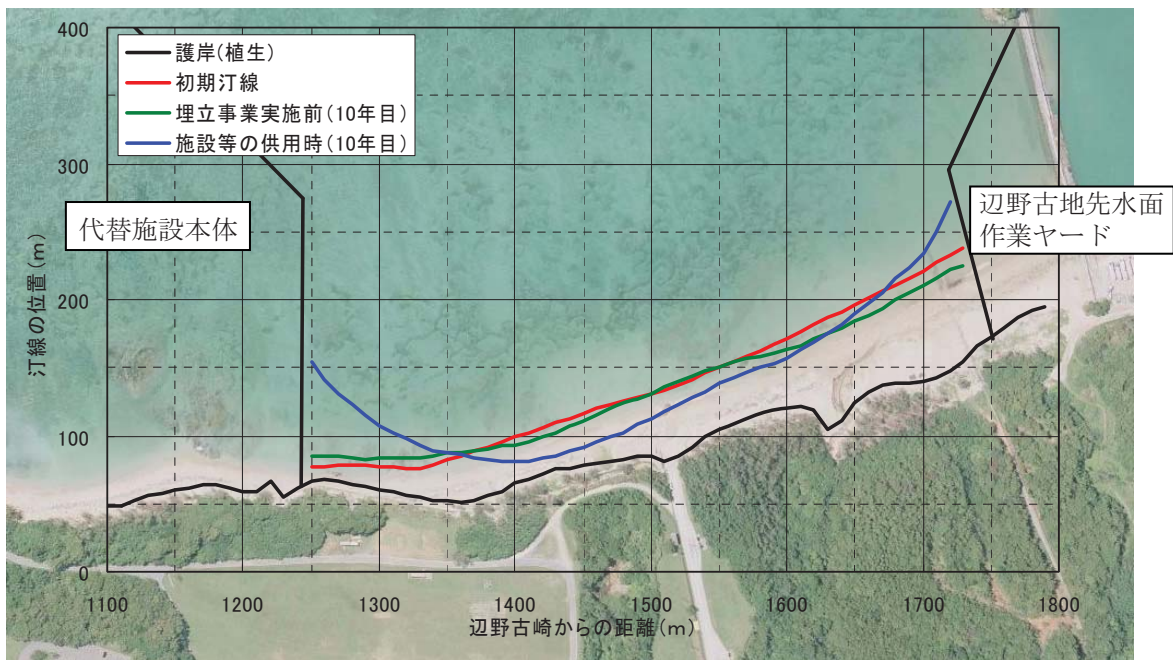 400
護岸(植生)
初期汀線
埋立事業実施前(10年目)
施設等の供用時(10年目)
300
代替施設本体
辺野古地先水面
作業ヤード
汀線の位置(m)
200
100
0
1100
1200
1300
1400
1500
1600
1700
1800
辺野古崎からの距離(m)